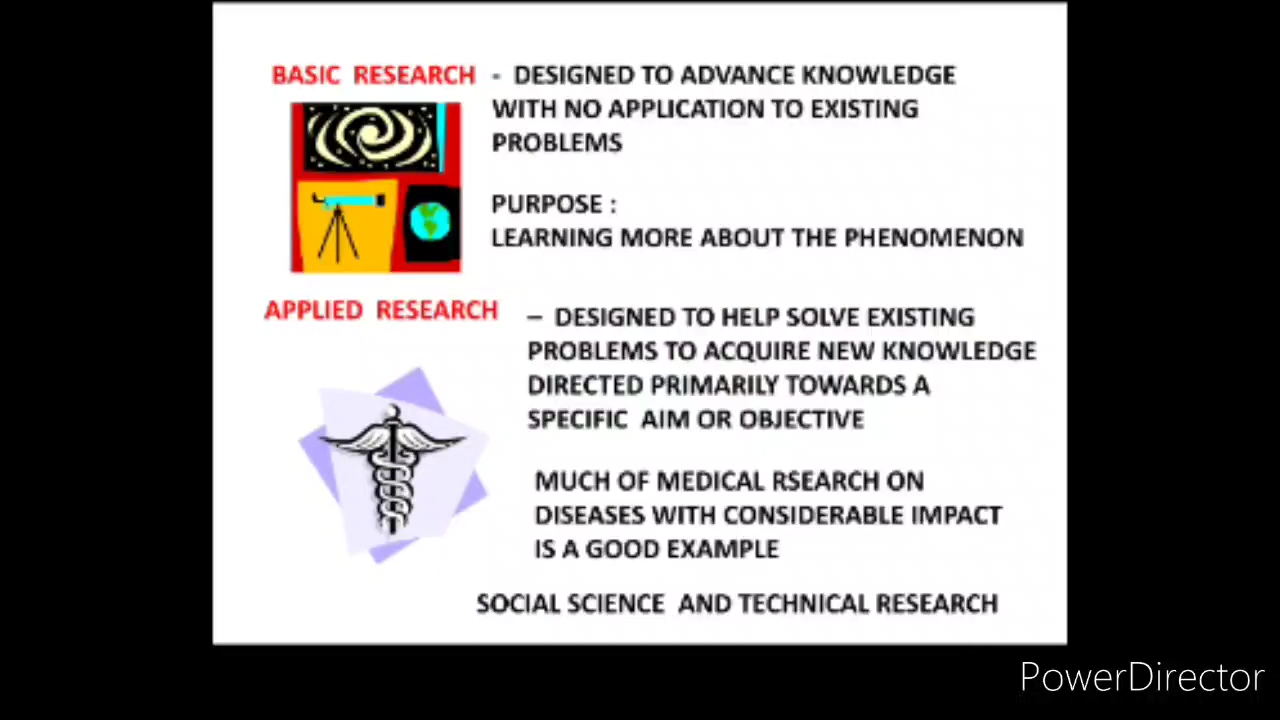 BASIC RESEARCH - DESIGNED TO ADVANCE KNOWLEDGE
WITH NO APPLICATION TO EXISTING
PROBLEMS
PURPOSE :
LEARNING MORE ABOUT THE PHENOMENON
APPLIED RESEARCH – DESIGNED TO HELP SOLVE EXISTING
PROBLEMS TO ACQUIRE NEW KNOWLEDGE
DIRECTED PRIMARILY TOWARDS A
SPECIFIC AIM OR OBJECTIVE
MUCH OF MEDICAL RSEARCH ON
DISEASES WITH CONSIDERABLE IMPACT
IS A GOOD EXAMPLE
SOCIAL SCIENCE AND TECHNICAL RESEARCH
PowerDirector